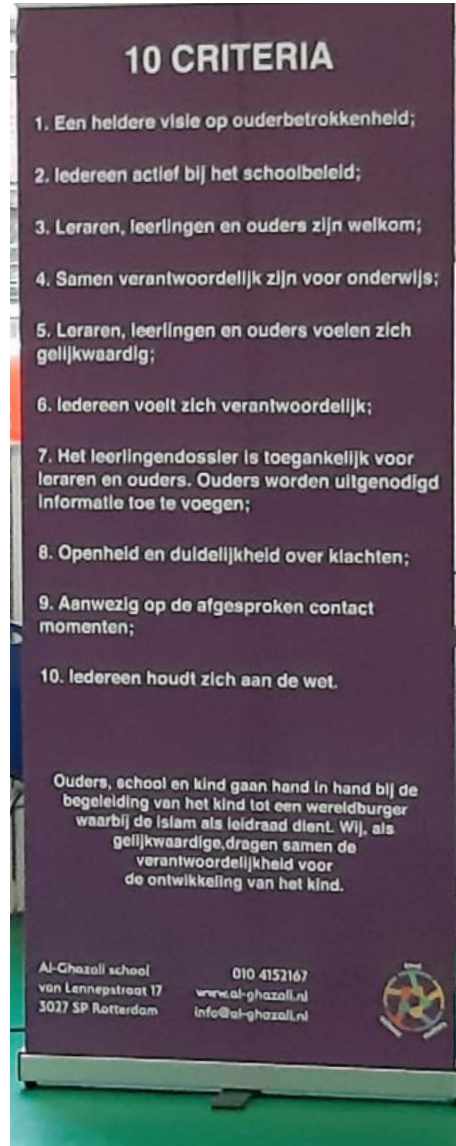 10 CRITERIA
1. Een heldere visie op ouderbetrokkenheid;
2. Iedereen actief bij het schoolbeleid;
3. Leraren, leerlingen en ouders zijn welkom;
4. Samen verantwoordelijk zijn voor onderwijs;
5. Leraren, leerlingen en ouders voelen zich
gelijkwaardig;
6. Iedereen voelt zich verantwoordelijk;
7. Het leerlingendossier is toegankelijk voor
leraren en ouders. Ouders worden uitgenodigd
informatie toe te voegen;
8. Openheid en duidelijkheid over klachten;
9. Aanwezig op de afgesproken contact
momenten;
10. Iedereen houdt zich aan de wet.
Ouders, school en kind gaan hand in hand bij de
begeleiding van het kind tot een wereldburger
waarbij de Islam als leidraad dient. Wij, als
gelijkwaardige,dragen samen de
verantwoordelijkheid voor
de ontwikkeling van het kind.
Al-Ghazali school
van Lennepstraat 17
3027 SP Rotterdam
010 4152167
www.al-ghazali.nl
info@al-ghazali.nl
kind